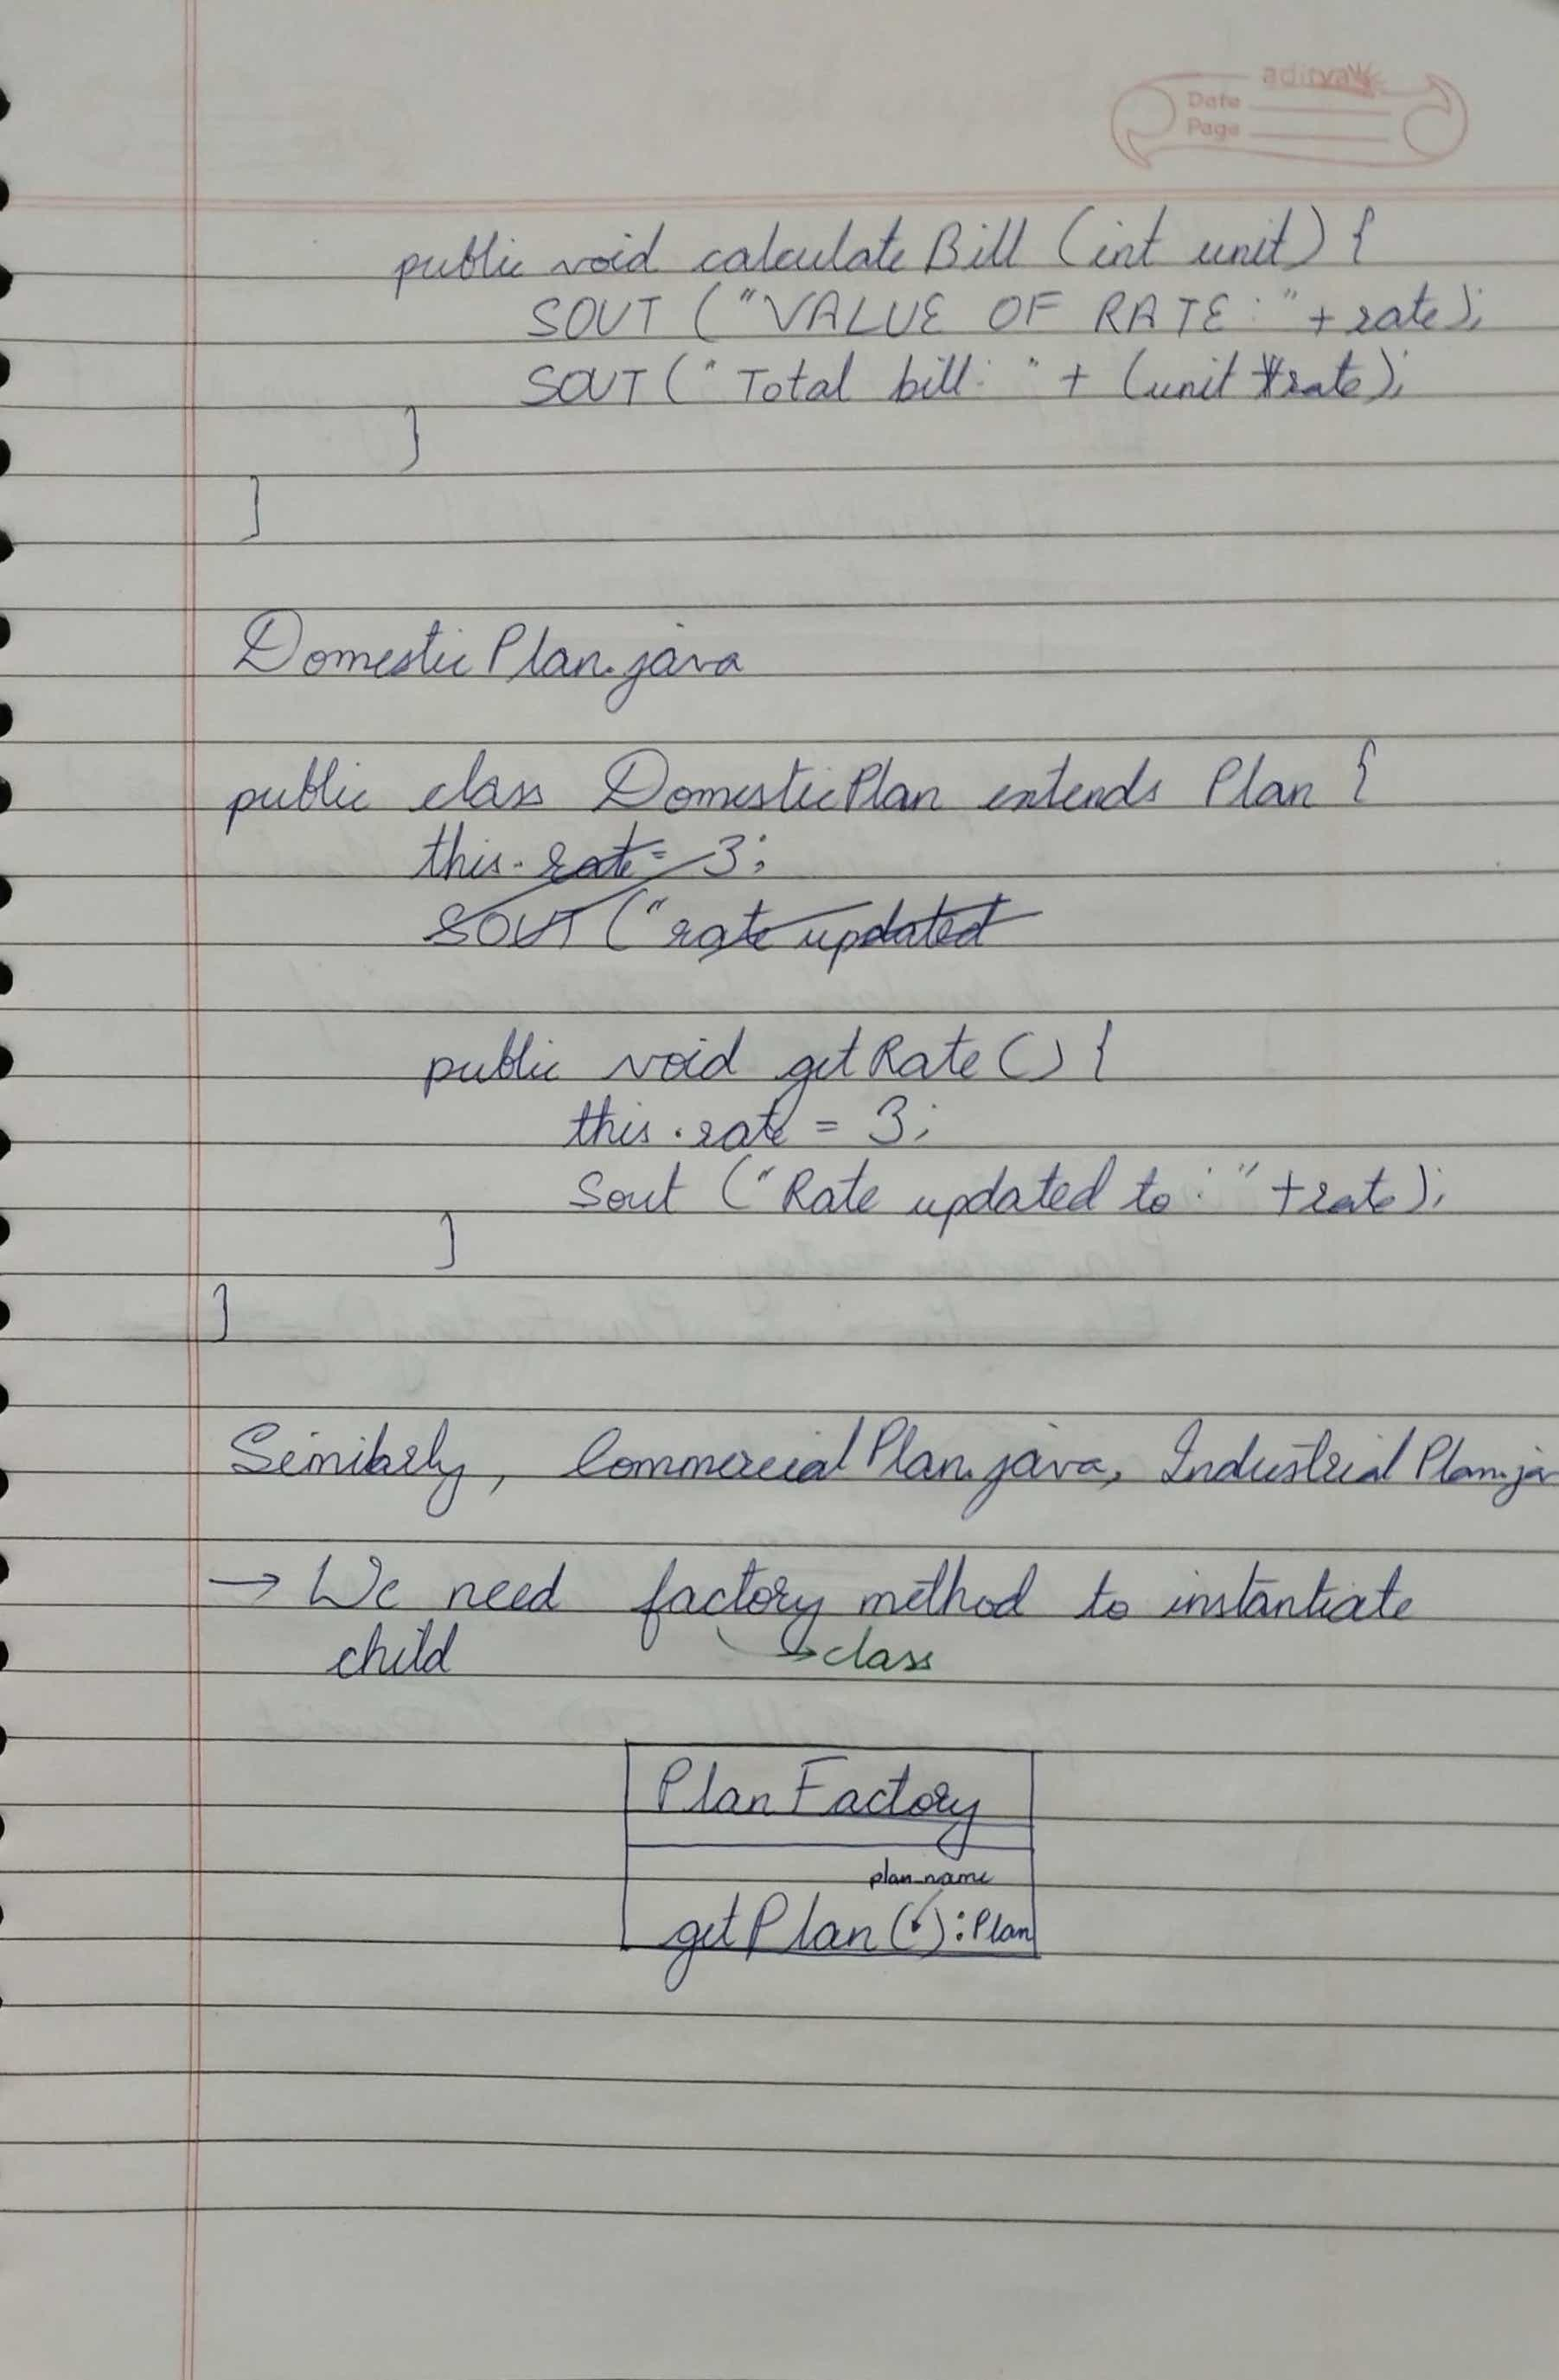 aditya
Date
Page
public void calculateBill (int unit) {
SOUT ("VALUE OF RATE : " + rate);
SOUT (" Total bill: " + (unit * rate);
}
}
DomesticPlan.java
public class DomesticPlan extends Plan {
this.rate = 3;
SOUT ("rate updated
public void getRate () {
this.rate = 3;
Sout ("Rate updated to : " + rate);
}
}
Similarly, CommercialPlan.java, IndustrialPlan.ja
→ We need factory method to instantiate
child → class
PlanFactory
plan_name
getPlan ( ) : Plan